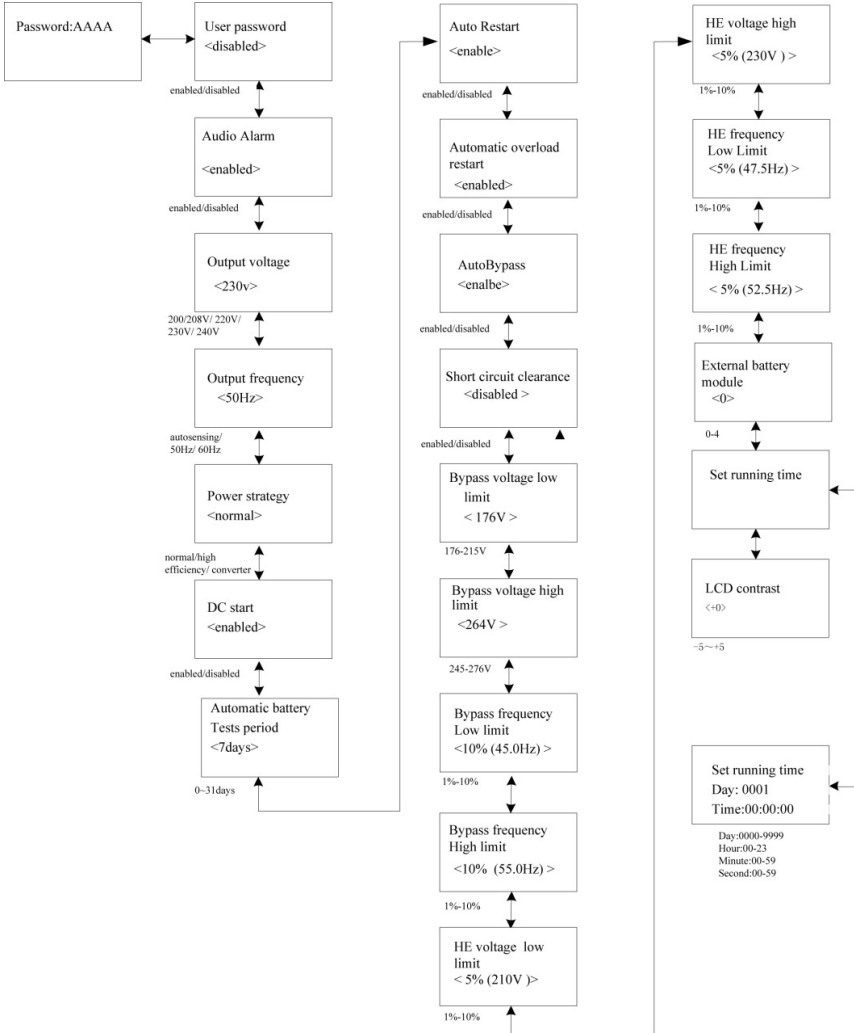 Password:AAAA
User password
<disabled>
enabled/disabled
Audio Alarm
<enabled>
enabled/disabled
Output voltage
<230v>
200/208V/ 220V/
230V/ 240V
Output frequency
<50Hz>
autosensing/
50Hz/ 60Hz
Power strategy
<normal>
normal/high
efficiency/ converter
DC start
<enabled>
enabled/disabled
Automatic battery
Tests period
<7days>
0~31days
Auto Restart
<enable>
enabled/disabled
Automatic overload
restart
<enabled>
enabled/disabled
AutoBypass
<enalbe>
enabled/disabled
Short circuit clearance
<disabled >
enabled/disabled
Bypass voltage low
limit
< 176V >
176-215V
Bypass voltage high
limit
<264V >
245-276V
Bypass frequency
Low limit
<10% (45.0Hz) >
1%-10%
Bypass frequency
High limit
<10% (55.0Hz) >
1%-10%
HE voltage low
limit
< 5% (210V )>
1%-10%
HE voltage high
limit
<5% (230V ) >
1%-10%
HE frequency
Low Limit
<5% (47.5Hz) >
1%-10%
HE frequency
High Limit
< 5% (52.5Hz) >
1%-10%
External battery
module
<0>
0-4
Set running time
LCD contrast
<+0>
-5～+5
Set running time
Day: 0001
Time:00:00:00
Day:0000-9999
Hour:00-23
Minute:00-59
Second:00-59